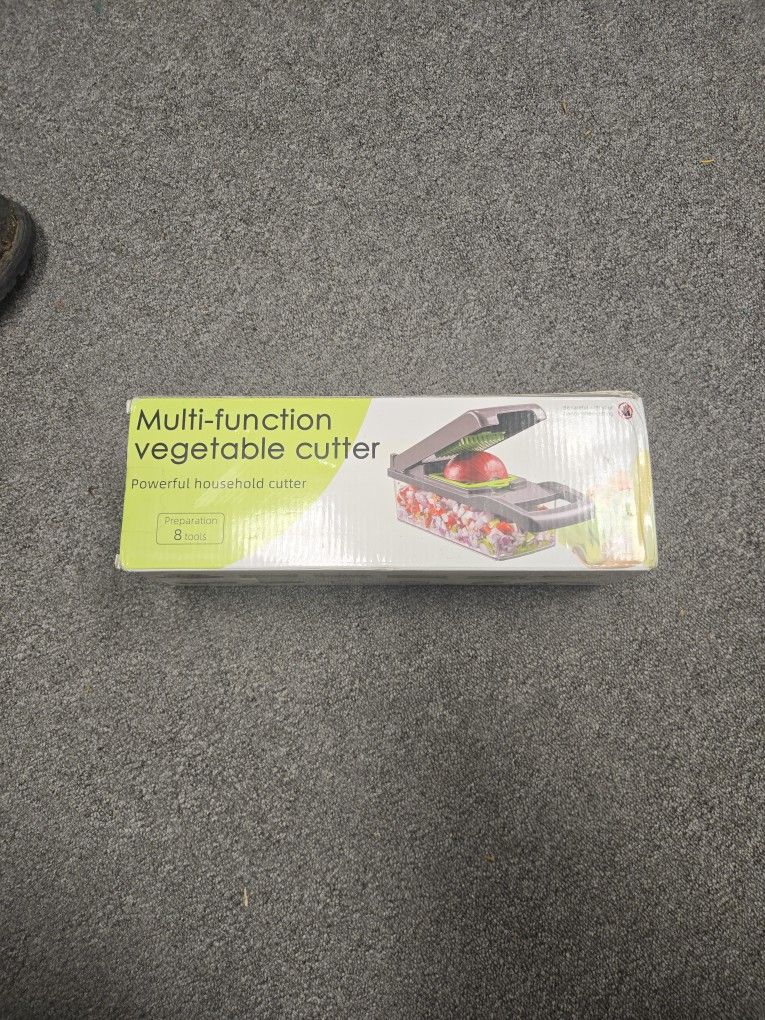 Multi-function
vegetable cutter
Powerful household cutter
Preparation
8 tools